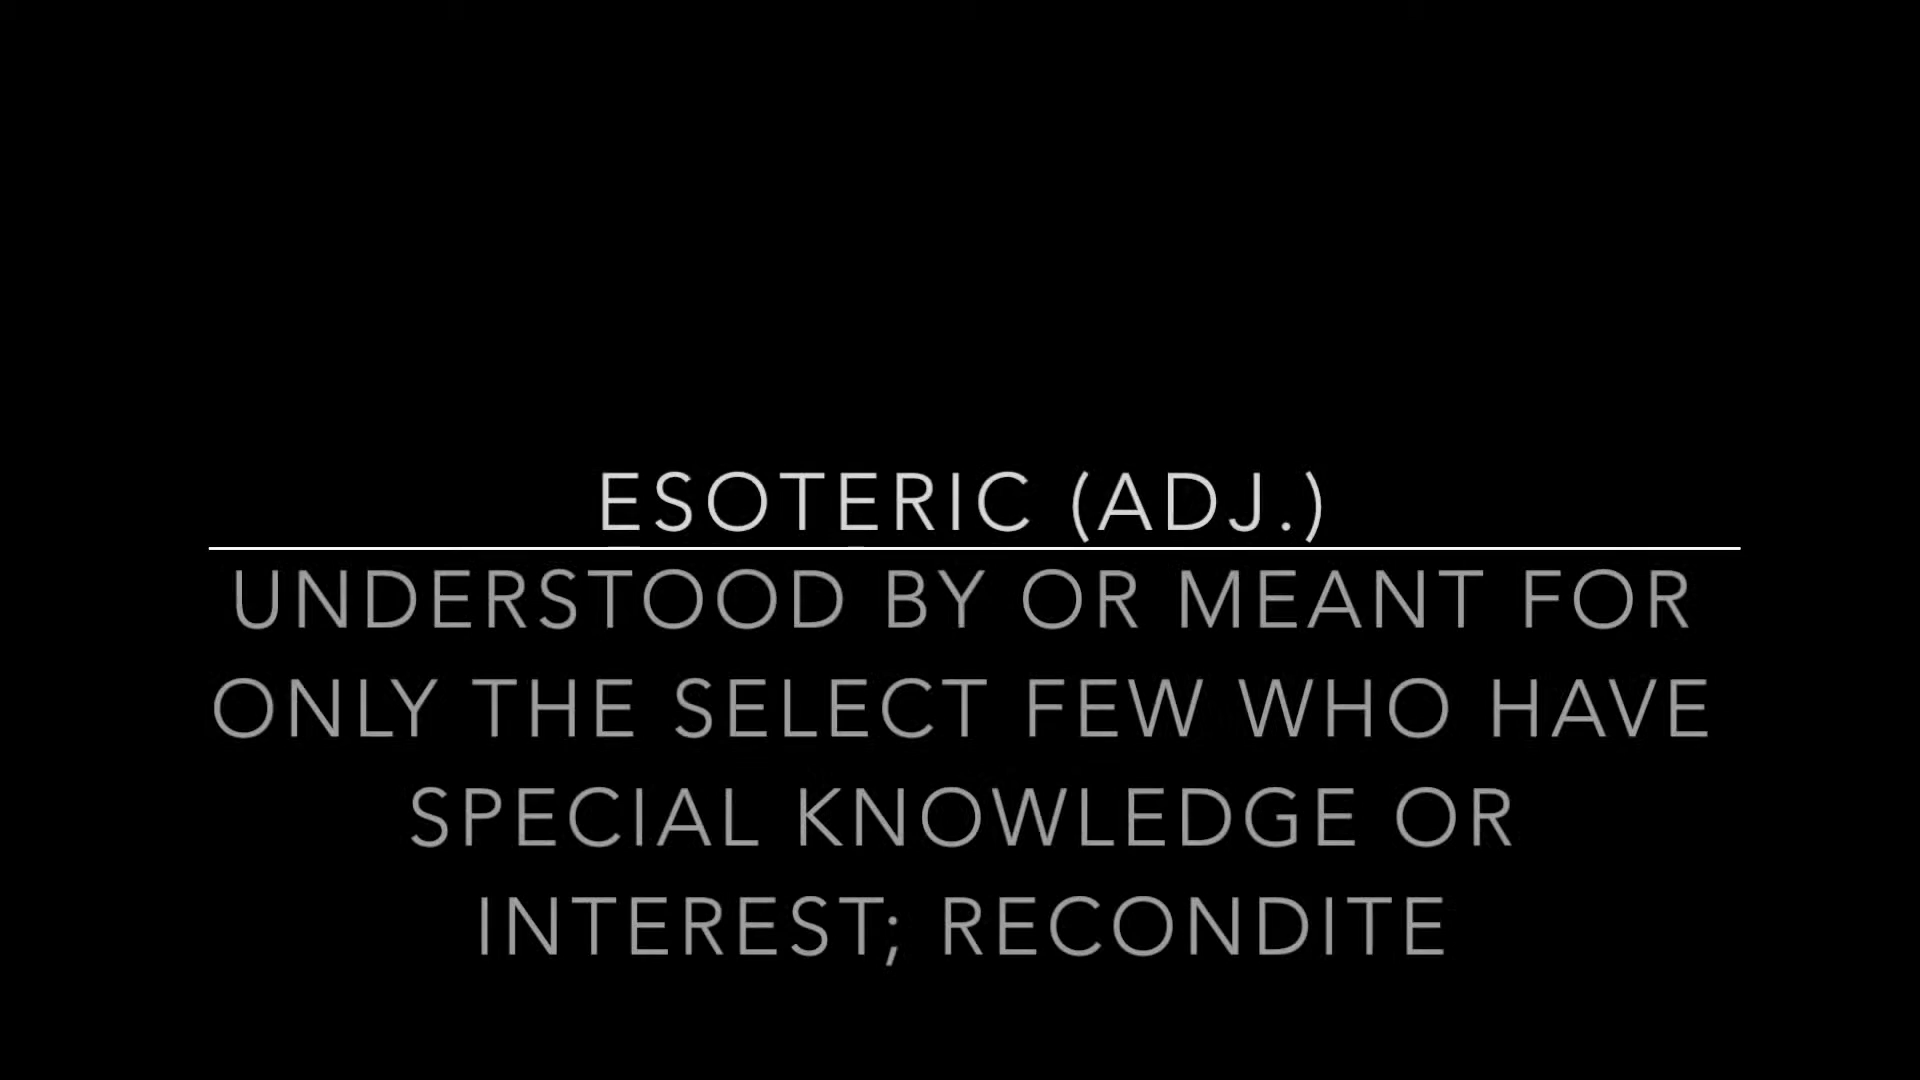 ESOTERIC (ADJ.)
UNDERSTOOD BY OR MEANT FOR
ONLY THE SELECT FEW WHO HAVE
SPECIAL KNOWLEDGE OR
INTEREST; RECONDITE